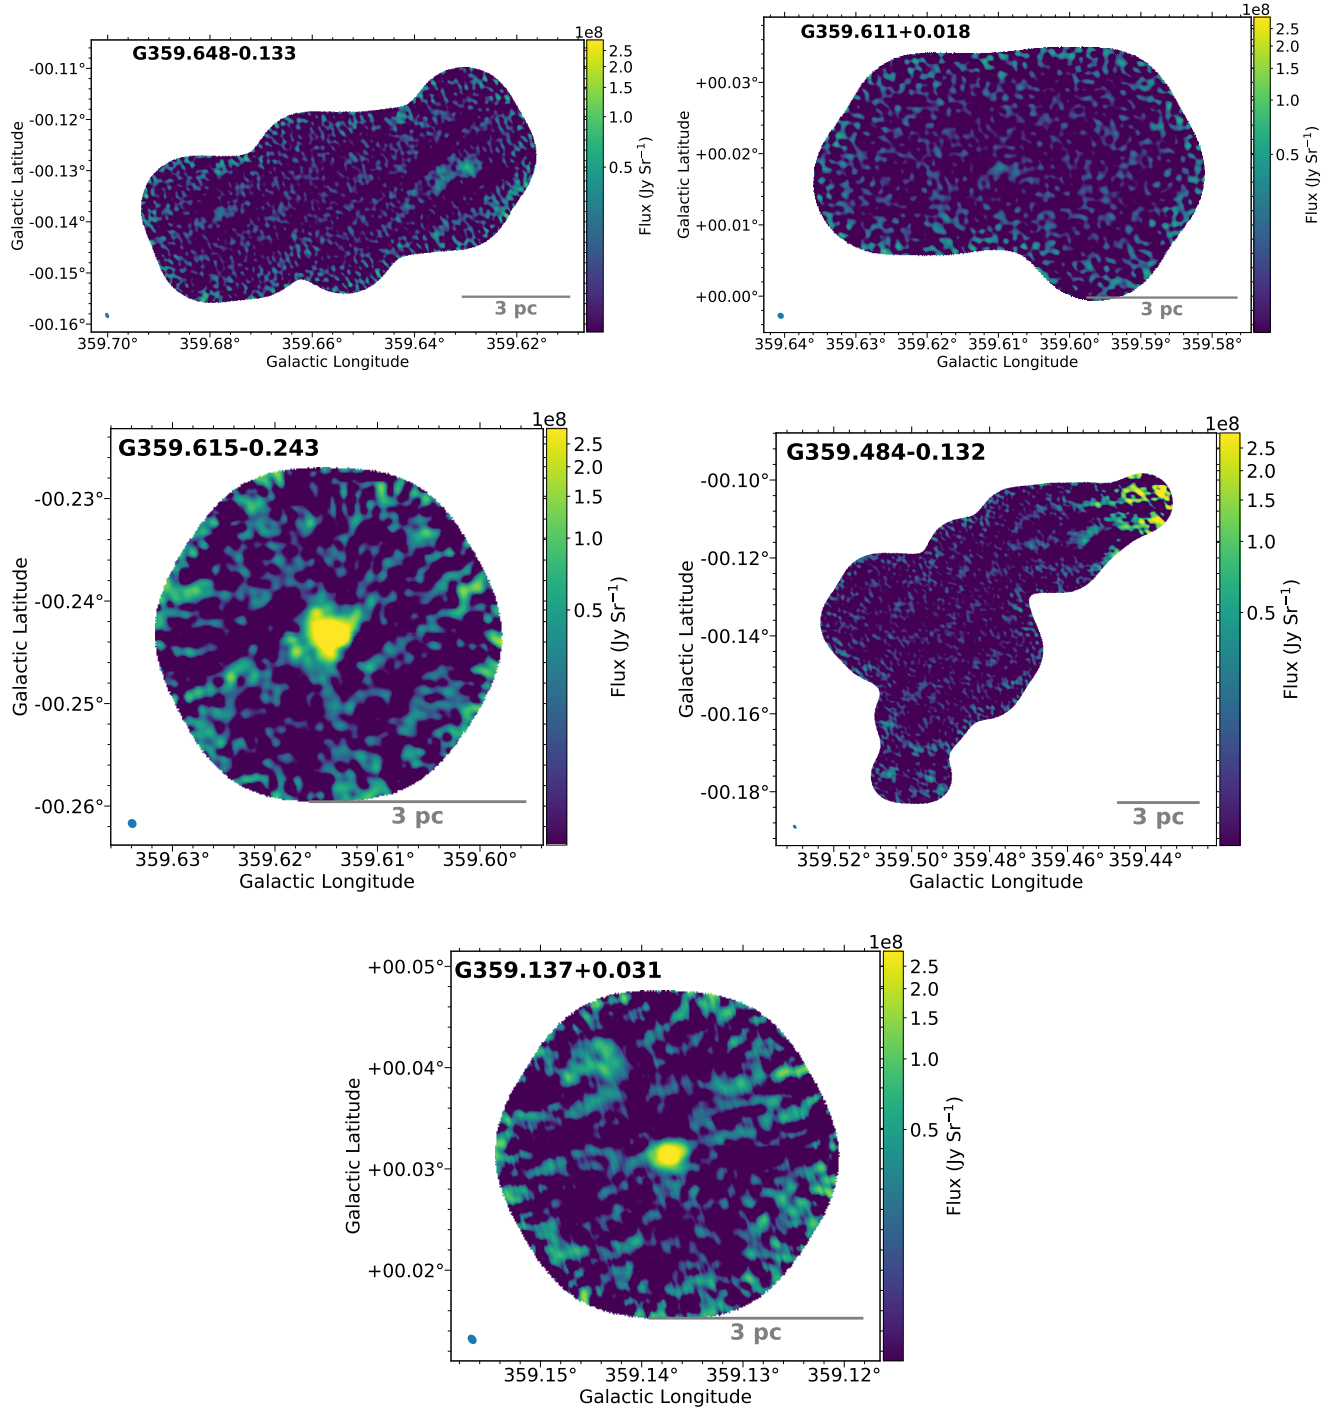 G359.648-0.133
1e8
-00.11°
-00.12°
-00.13°
-00.14°
-00.15°
-00.16°
Galactic Latitude
359.70°
359.68°
359.66°
359.64°
359.62°
Galactic Longitude
3 pc
2.5
2.0
1.0
0.5
Flux (Jy Sr−1)
G359.611+0.018
1e8
+00.03°
+00.02°
+00.01°
+00.00°
Galactic Latitude
359.64°
359.63°
359.62°
359.61°
359.60°
359.59°
359.58°
Galactic Longitude
3 pc
2.5
2.0
1.0
0.5
Flux (Jy Sr−1)
G359.615-0.243
1e8
-00.23°
-00.24°
-00.25°
-00.26°
Galactic Latitude
359.63°
359.62°
359.61°
359.60°
Galactic Longitude
3 pc
2.5
2.0
1.5
1.0
0.5
Flux (Jy Sr−1)
G359.484-0.132
1e8
-00.10°
-00.12°
-00.14°
-00.16°
-00.18°
Galactic Latitude
359.52°
359.50°
359.48°
359.46°
359.44°
Galactic Longitude
3 pc
2.5
2.0
1.5
1.0
0.5
Flux (Jy Sr−1)
G359.137+0.031
1e8
+00.05°
+00.04°
+00.03°
+00.02°
Galactic Latitude
359.15°
359.14°
359.13°
359.12°
Galactic Longitude
3 pc
2.5
2.0
1.5
1.0
0.5
Flux (Jy Sr−1)